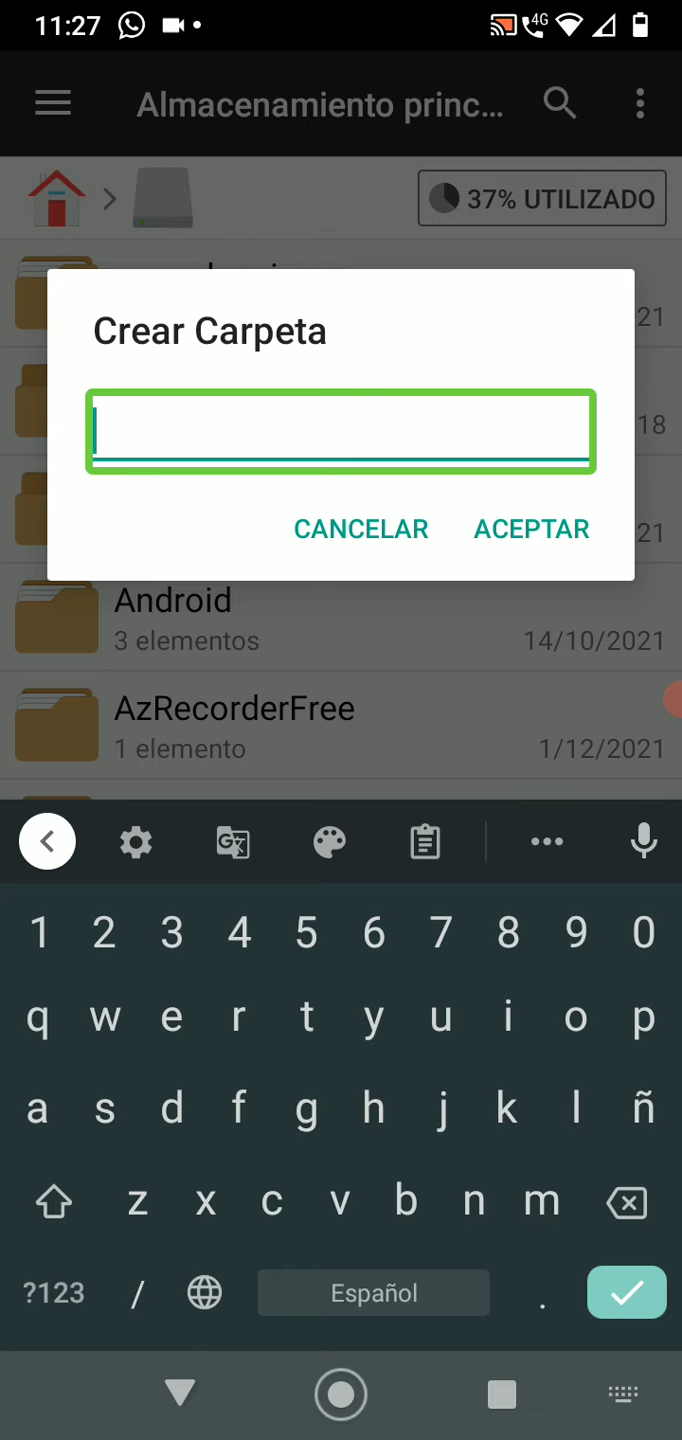 11:27
4G
Almacenamiento princ...
37% UTILIZADO
21
Crear Carpeta
18
CANCELAR ACEPTAR
21
Android
3 elementos 14/10/2021
AzRecorderFree
1 elemento 1/12/2021
1 2 3 4 5 6 7 8 9 0
q w e r t y u i o p
a s d f g h j k l ñ
z x c v b n m
?123 / Español .